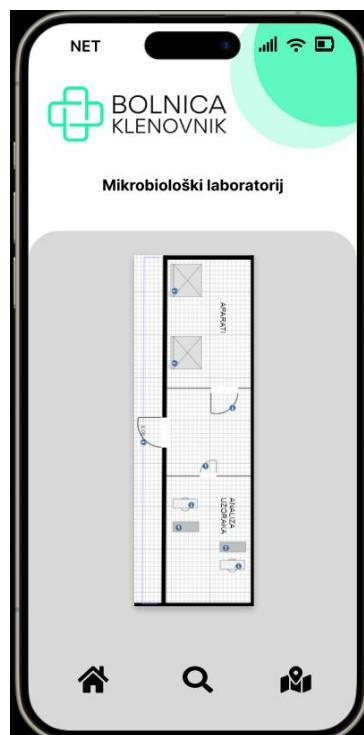 NET
BOLNICA
KLENOVNIK
Mikrobiološki laboratorij
APARATI
ANALIZA
UZORAKA